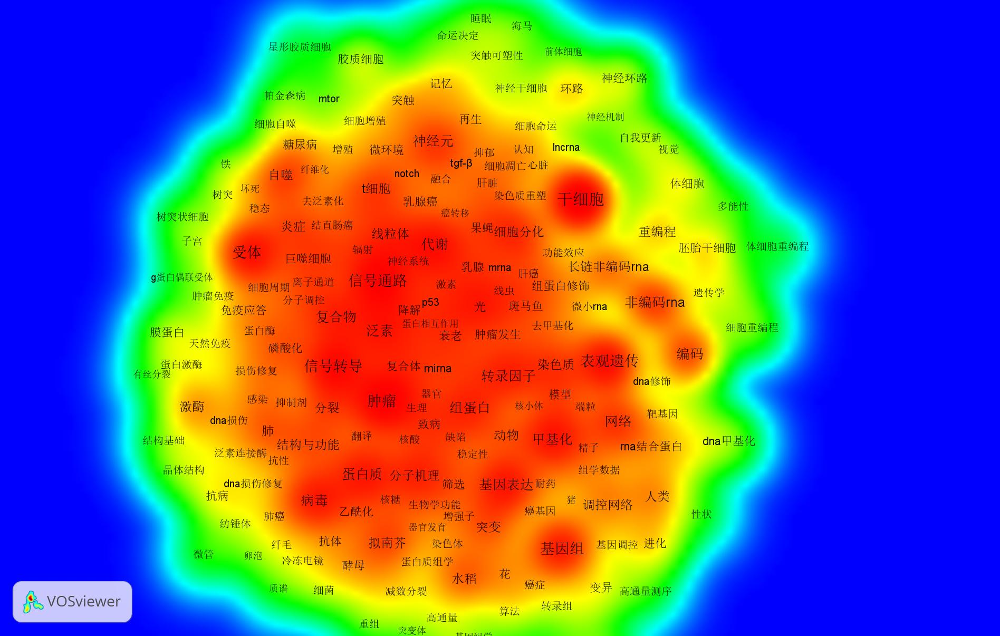 睡眠
海马
命运决定
星形胶质细胞
胶质细胞
突触可塑性
前体细胞
神经环路
记忆
神经干细胞
环路
帕金森病
mtor
突触
细胞自噬
细胞增殖
再生
细胞命运
神经机制
糖尿病
增殖
微环境
神经元
抑郁
认知
lncrna
自我更新
视觉
铁
自噬
纤维化
notch
tgf-β
细胞凋亡
心脏
树突
坏死
t细胞
融合
肝脏
体细胞
稳态
去泛素化
乳腺癌
染色质重塑
干细胞
多能性
树突状细胞
癌转移
炎症
结直肠癌
线粒体
果蝇
细胞分化
重编程
子宫
受体
辐射
代谢
功能效应
胚胎干细胞
体细胞重编程
巨噬细胞
神经系统
乳腺
mrna
肝癌
长链非编码rna
g蛋白偶联受体
细胞周期
离子通道
信号通路
激素
线虫
组蛋白修饰
遗传学
肿瘤免疫
分子调控
p53
光
斑马鱼
微小rna
非编码rna
免疫应答
复合物
降解
蛋白相互作用
去甲基化
膜蛋白
蛋白酶
泛素
衰老
肿瘤发生
细胞重编程
天然免疫
磷酸化
蛋白激酶
信号转导
复合体
mirna
染色质
表观遗传
编码
有丝分裂
损伤修复
转录因子
dna修饰
激酶
感染
抑制剂
分裂
肿瘤
器官
生理
组蛋白
模型
核小体
端粒
dna损伤
致病
网络
靶基因
结构基础
肺
结构与功能
翻译
核酸
缺陷
动物
甲基化
精子
rna结合蛋白
dna甲基化
泛素连接酶
抗性
稳定性
晶体结构
蛋白质
分子机理
组学数据
dna损伤修复
筛选
基因表达
耐药
抗病
病毒
核糖
生物学功能
猪
调控网络
人类
肺癌
乙酰化
增强子
癌基因
性状
纺锤体
器官发育
突变
纤毛
抗体
拟南芥
染色体
基因组
基因调控
进化
微管
卵泡
冷冻电镜
酵母
蛋白质组学
水稻
花
质谱
细菌
减数分裂
癌症
变异
高通量测序
转录组
算法
高通量
重组
突变体
VOSviewer